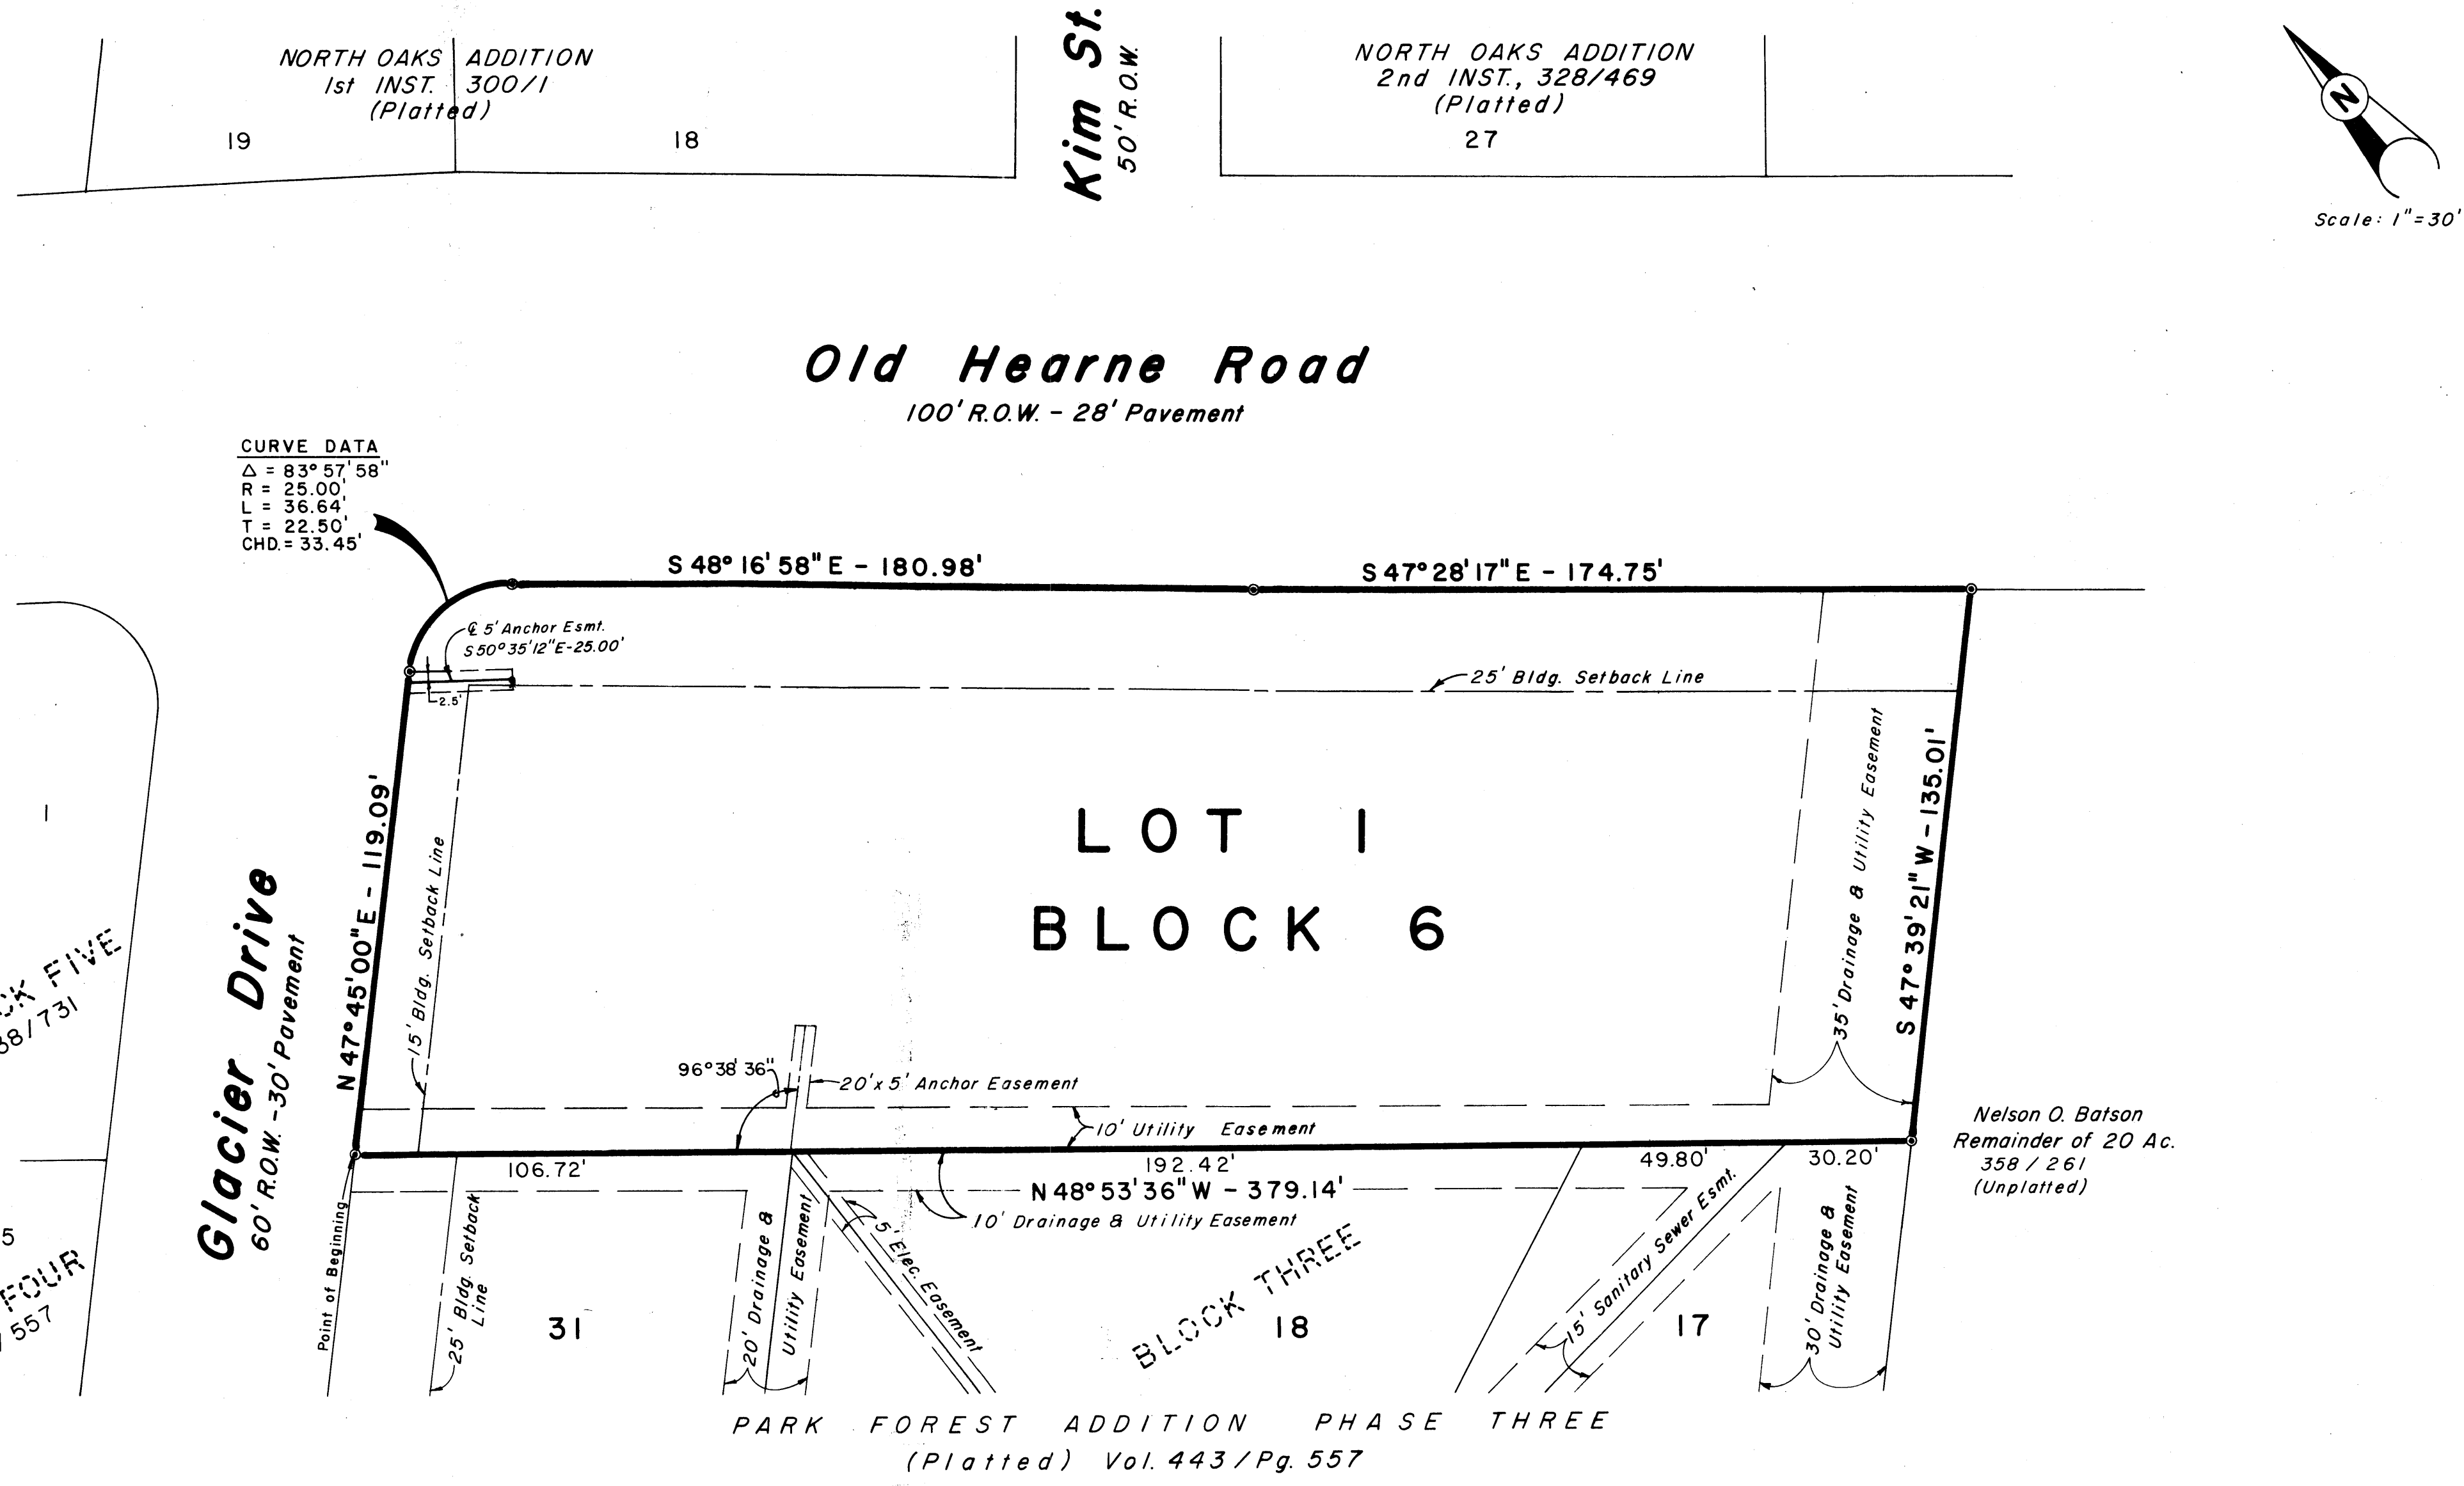 NORTH OAKS ADDITION
1st INST. 300/1
(Platted)
19
18
Kim St.
50' R.O.W.
NORTH OAKS ADDITION
2nd INST., 328/469
(Platted)
27
N
Scale: 1"=30'
Old Hearne Road
100' R.O.W. - 28' Pavement
CURVE DATA
Δ = 83° 57' 58"
R = 25.00'
L = 36.64'
T = 22.50'
CHD. = 33.45'
S 48° 16' 58" E - 180.98'
S 47° 28' 17" E - 174.75'
℄ 5' Anchor Esmt.
S 50° 35' 12" E-25.00'
2.5'
25' Bldg. Setback Line
N 47° 45' 00" E - 119.09'
15' Bldg. Setback Line
LOT 1
BLOCK 6
35' Drainage & Utility Easement
S 47° 39' 21" W - 135.01'
1
FIVE
731
Glacier Drive
60' R.O.W. - 30' Pavement
96° 38' 36"
20' x 5' Anchor Easement
10' Utility Easement
Nelson O. Batson
Remainder of 20 Ac.
358 / 261
(Unplatted)
106.72'
192.42'
49.80'
30.20'
N 48° 53' 36" W - 379.14'
10' Drainage & Utility Easement
Point of Beginning
25' Bldg. Setback
Line
31
20' Drainage &
Utility Easement
5' Elec. Easement
BLOCK THREE
18
15' Sanitary Sewer Esmt.
17
30' Drainage &
Utility Easement
5
FOUR
557
PARK FOREST ADDITION PHASE THREE
(Platted) Vol. 443 / Pg. 557